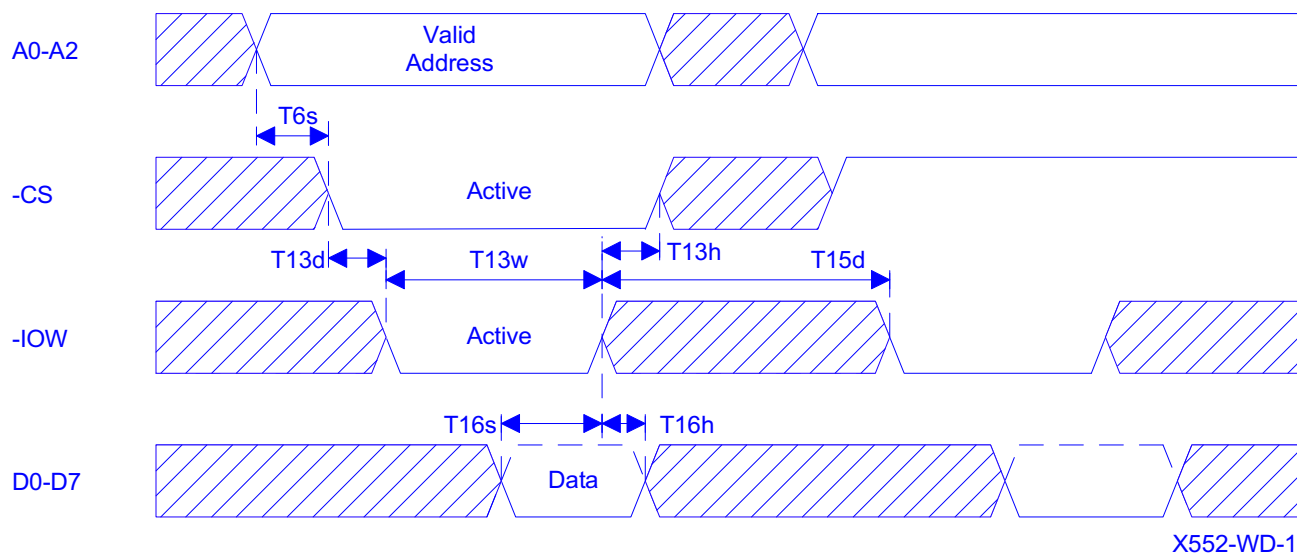 A0-A2
Valid
Address
T6s
-CS
Active
T13d
T13w
T13h
T15d
-IOW
Active
T16s
T16h
D0-D7
Data
X552-WD-1